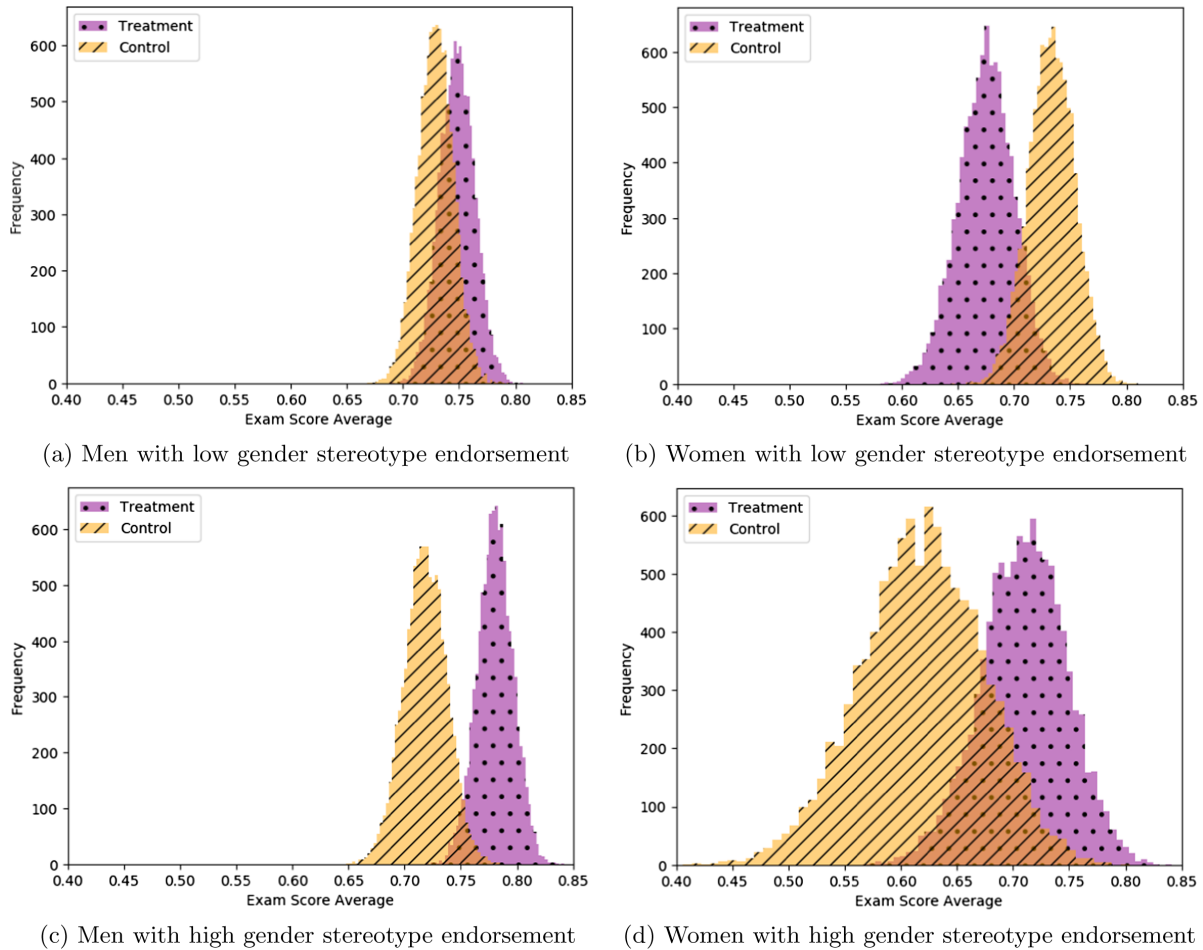 Treatment
Control
600
500
400
300
200
100
0
Frequency
0.40 0.45 0.50 0.55 0.60 0.65 0.70 0.75 0.80 0.85
Exam Score Average
(a) Men with low gender stereotype endorsement
Treatment
Control
600
500
400
300
200
100
0
Frequency
0.40 0.45 0.50 0.55 0.60 0.65 0.70 0.75 0.80 0.85
Exam Score Average
(b) Women with low gender stereotype endorsement
Treatment
Control
600
500
400
300
200
100
0
Frequency
0.40 0.45 0.50 0.55 0.60 0.65 0.70 0.75 0.80 0.85
Exam Score Average
(c) Men with high gender stereotype endorsement
Treatment
Control
600
500
400
300
200
100
0
Frequency
0.40 0.45 0.50 0.55 0.60 0.65 0.70 0.75 0.80 0.85
Exam Score Average
(d) Women with high gender stereotype endorsement